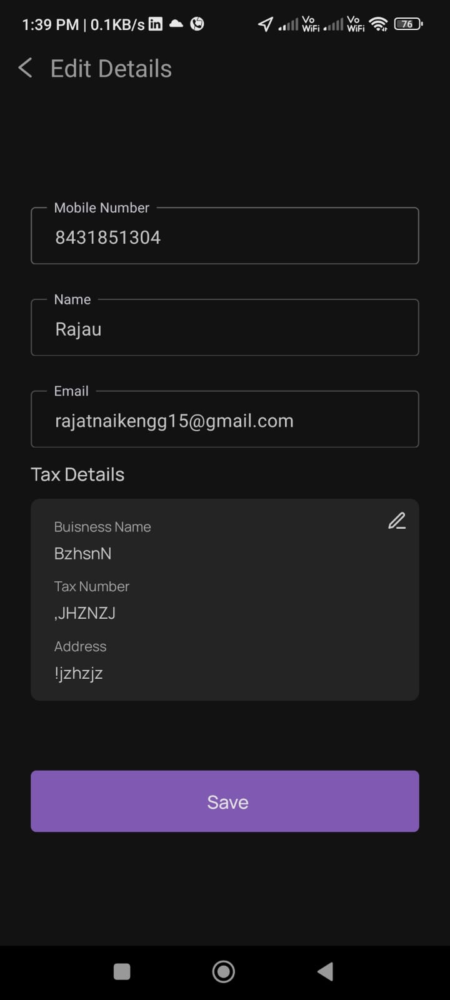 1:39 PM | 0.1KB/s in Vo WiFi Vo WiFi 76
Edit Details
Mobile Number
8431851304
Name
Rajau
Email
rajatnaikengg15@gmail.com
Tax Details
Buisness Name
BzhsnN
Tax Number
,JHZNZJ
Address
!jzhzjz
Save